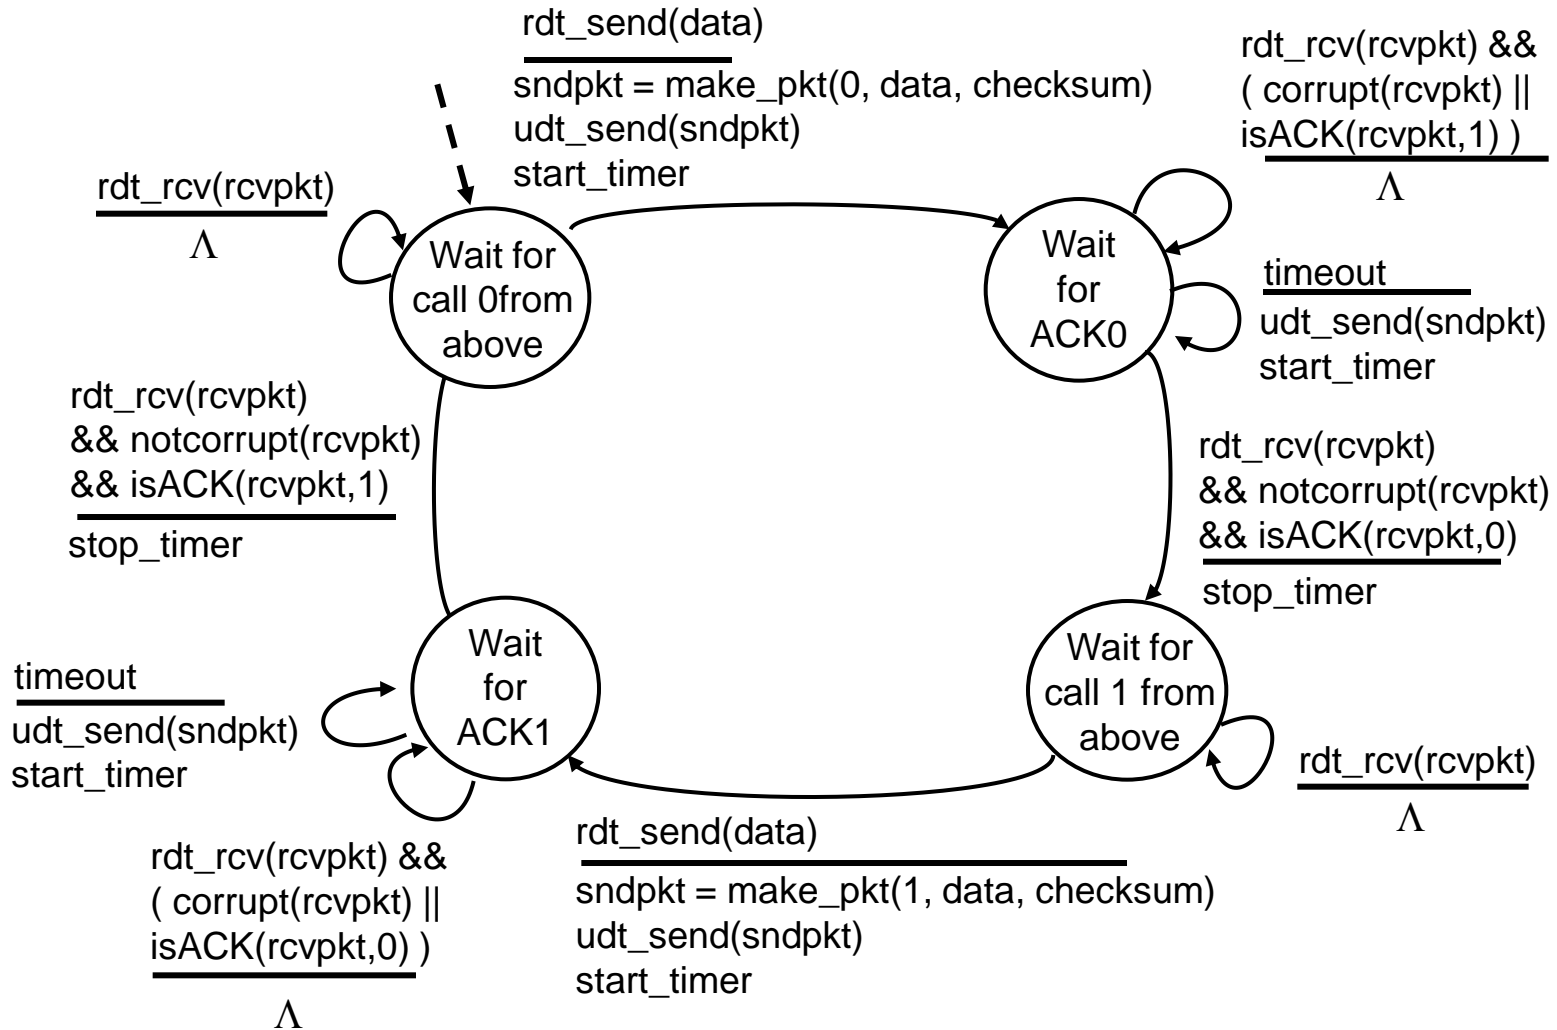 rdt_send(data)
sndpkt = make_pkt(0, data, checksum)
udt_send(sndpkt)
start_timer
rdt_rcv(rcvpkt) &&
( corrupt(rcvpkt) ||
isACK(rcvpkt,1) )
Λ
rdt_rcv(rcvpkt)
Λ
Wait for
call 0from
above
Wait
for
ACK0
timeout
udt_send(sndpkt)
start_timer
rdt_rcv(rcvpkt)
&& notcorrupt(rcvpkt)
&& isACK(rcvpkt,1)
stop_timer
rdt_rcv(rcvpkt)
&& notcorrupt(rcvpkt)
&& isACK(rcvpkt,0)
stop_timer
Wait
for
ACK1
Wait for
call 1 from
above
timeout
udt_send(sndpkt)
start_timer
rdt_rcv(rcvpkt)
Λ
rdt_rcv(rcvpkt) &&
( corrupt(rcvpkt) ||
isACK(rcvpkt,0) )
Λ
rdt_send(data)
sndpkt = make_pkt(1, data, checksum)
udt_send(sndpkt)
start_timer